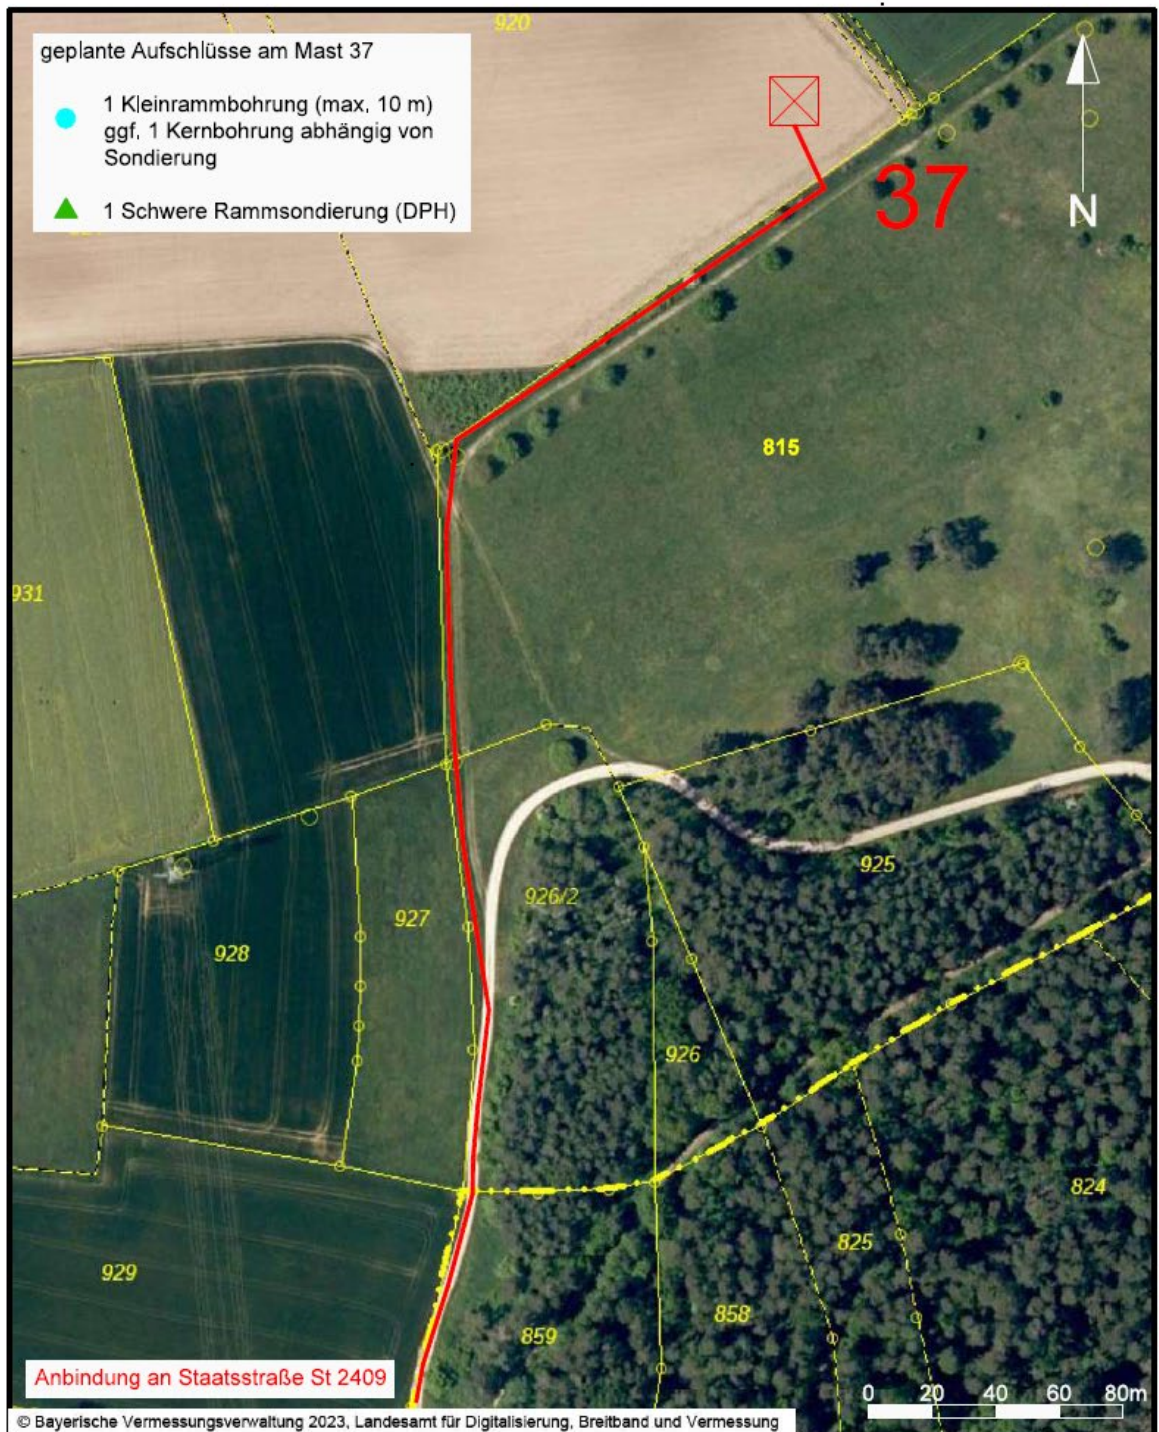 920
geplante Aufschlüsse am Mast 37
1 Kleinrammbohrung (max. 10 m)
ggf. 1 Kernbohrung abhängig von
Sondierung
1 Schwere Rammsondierung (DPH)
37
N
815
931
925
926/2
927
928
926
824
825
929
858
859
Anbindung an Staatsstraße St 2409
0 20 40 60 80m
© Bayerische Vermessungsverwaltung 2023, Landesamt für Digitalisierung, Breitband und Vermessung